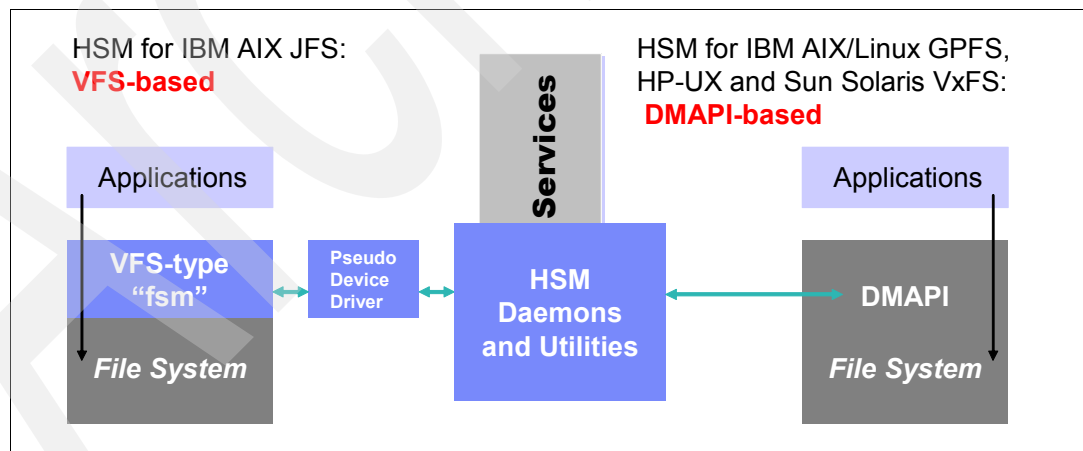 HSM for IBM AIX JFS:
VFS-based
HSM for IBM AIX/Linux GPFS,
HP-UX and Sun Solaris VxFS:
DMAPI-based
Services
Applications
VFS-type
"fsm"
File System
Pseudo
Device
Driver
HSM
Daemons
and Utilities
Applications
DMAPI
File System